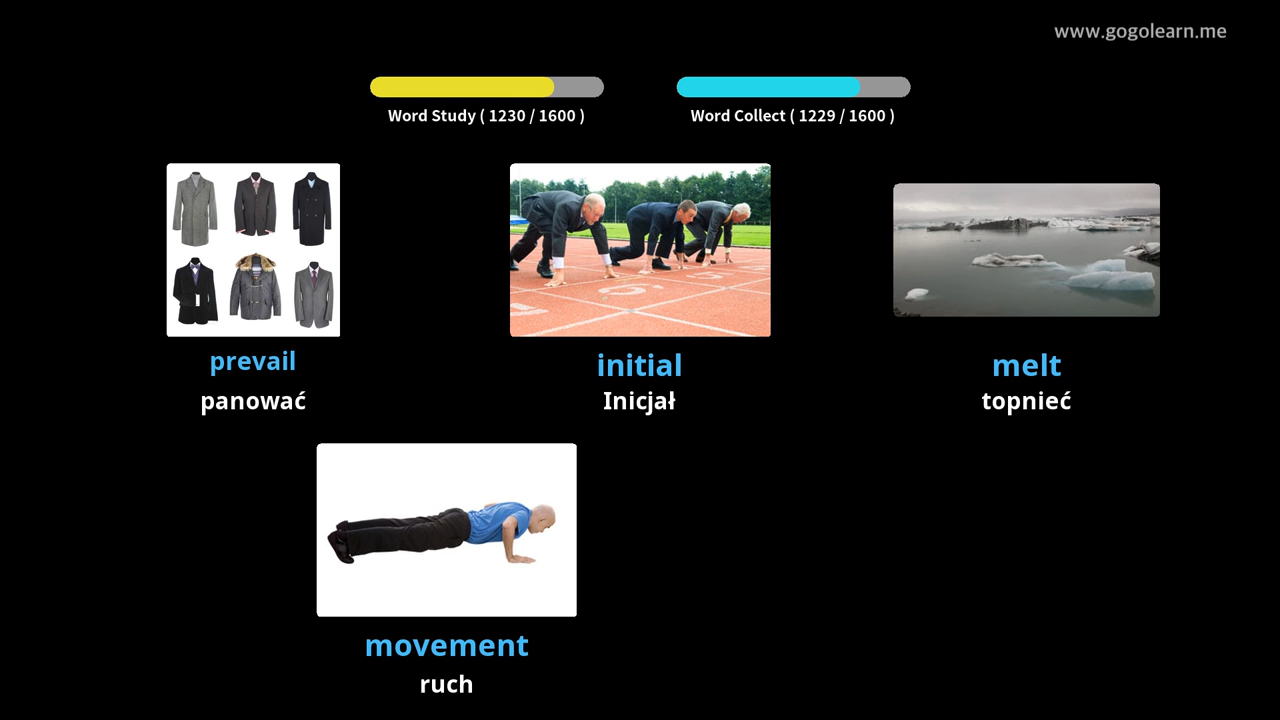 www.gogolearn.me
Word Study ( 1230 / 1600 )
Word Collect ( 1229 / 1600 )
prevail
panować
initial
Inicjał
melt
topnieć
movement
ruch